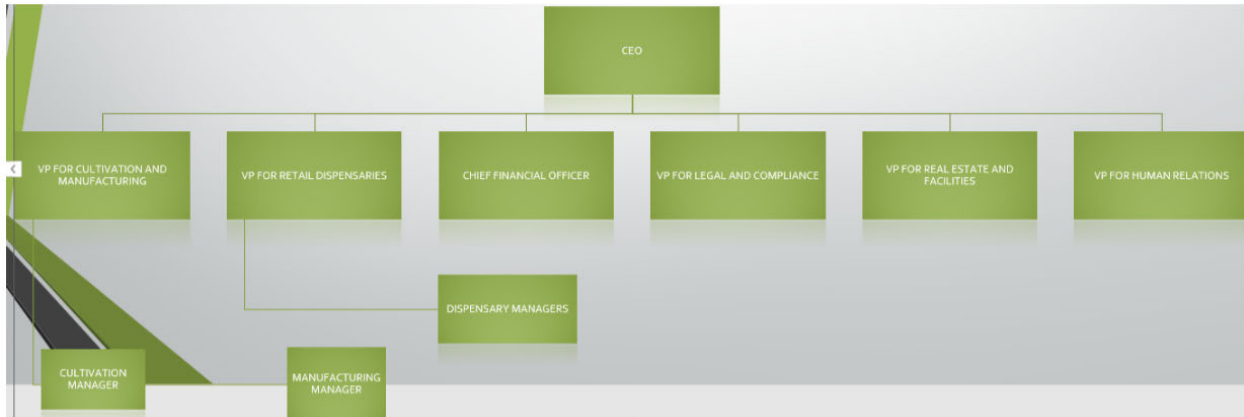 CEO
VP FOR CULTIVATION AND
MANUFACTURING
VP FOR RETAIL DISPENSARIES
CHIEF FINANCIAL OFFICER
VP FOR LEGAL AND COMPLIANCE
VP FOR REAL ESTATE AND
FACILITIES
VP FOR HUMAN RELATIONS
DISPENSARY MANAGERS
CULTIVATION
MANAGER
MANUFACTURING
MANAGER